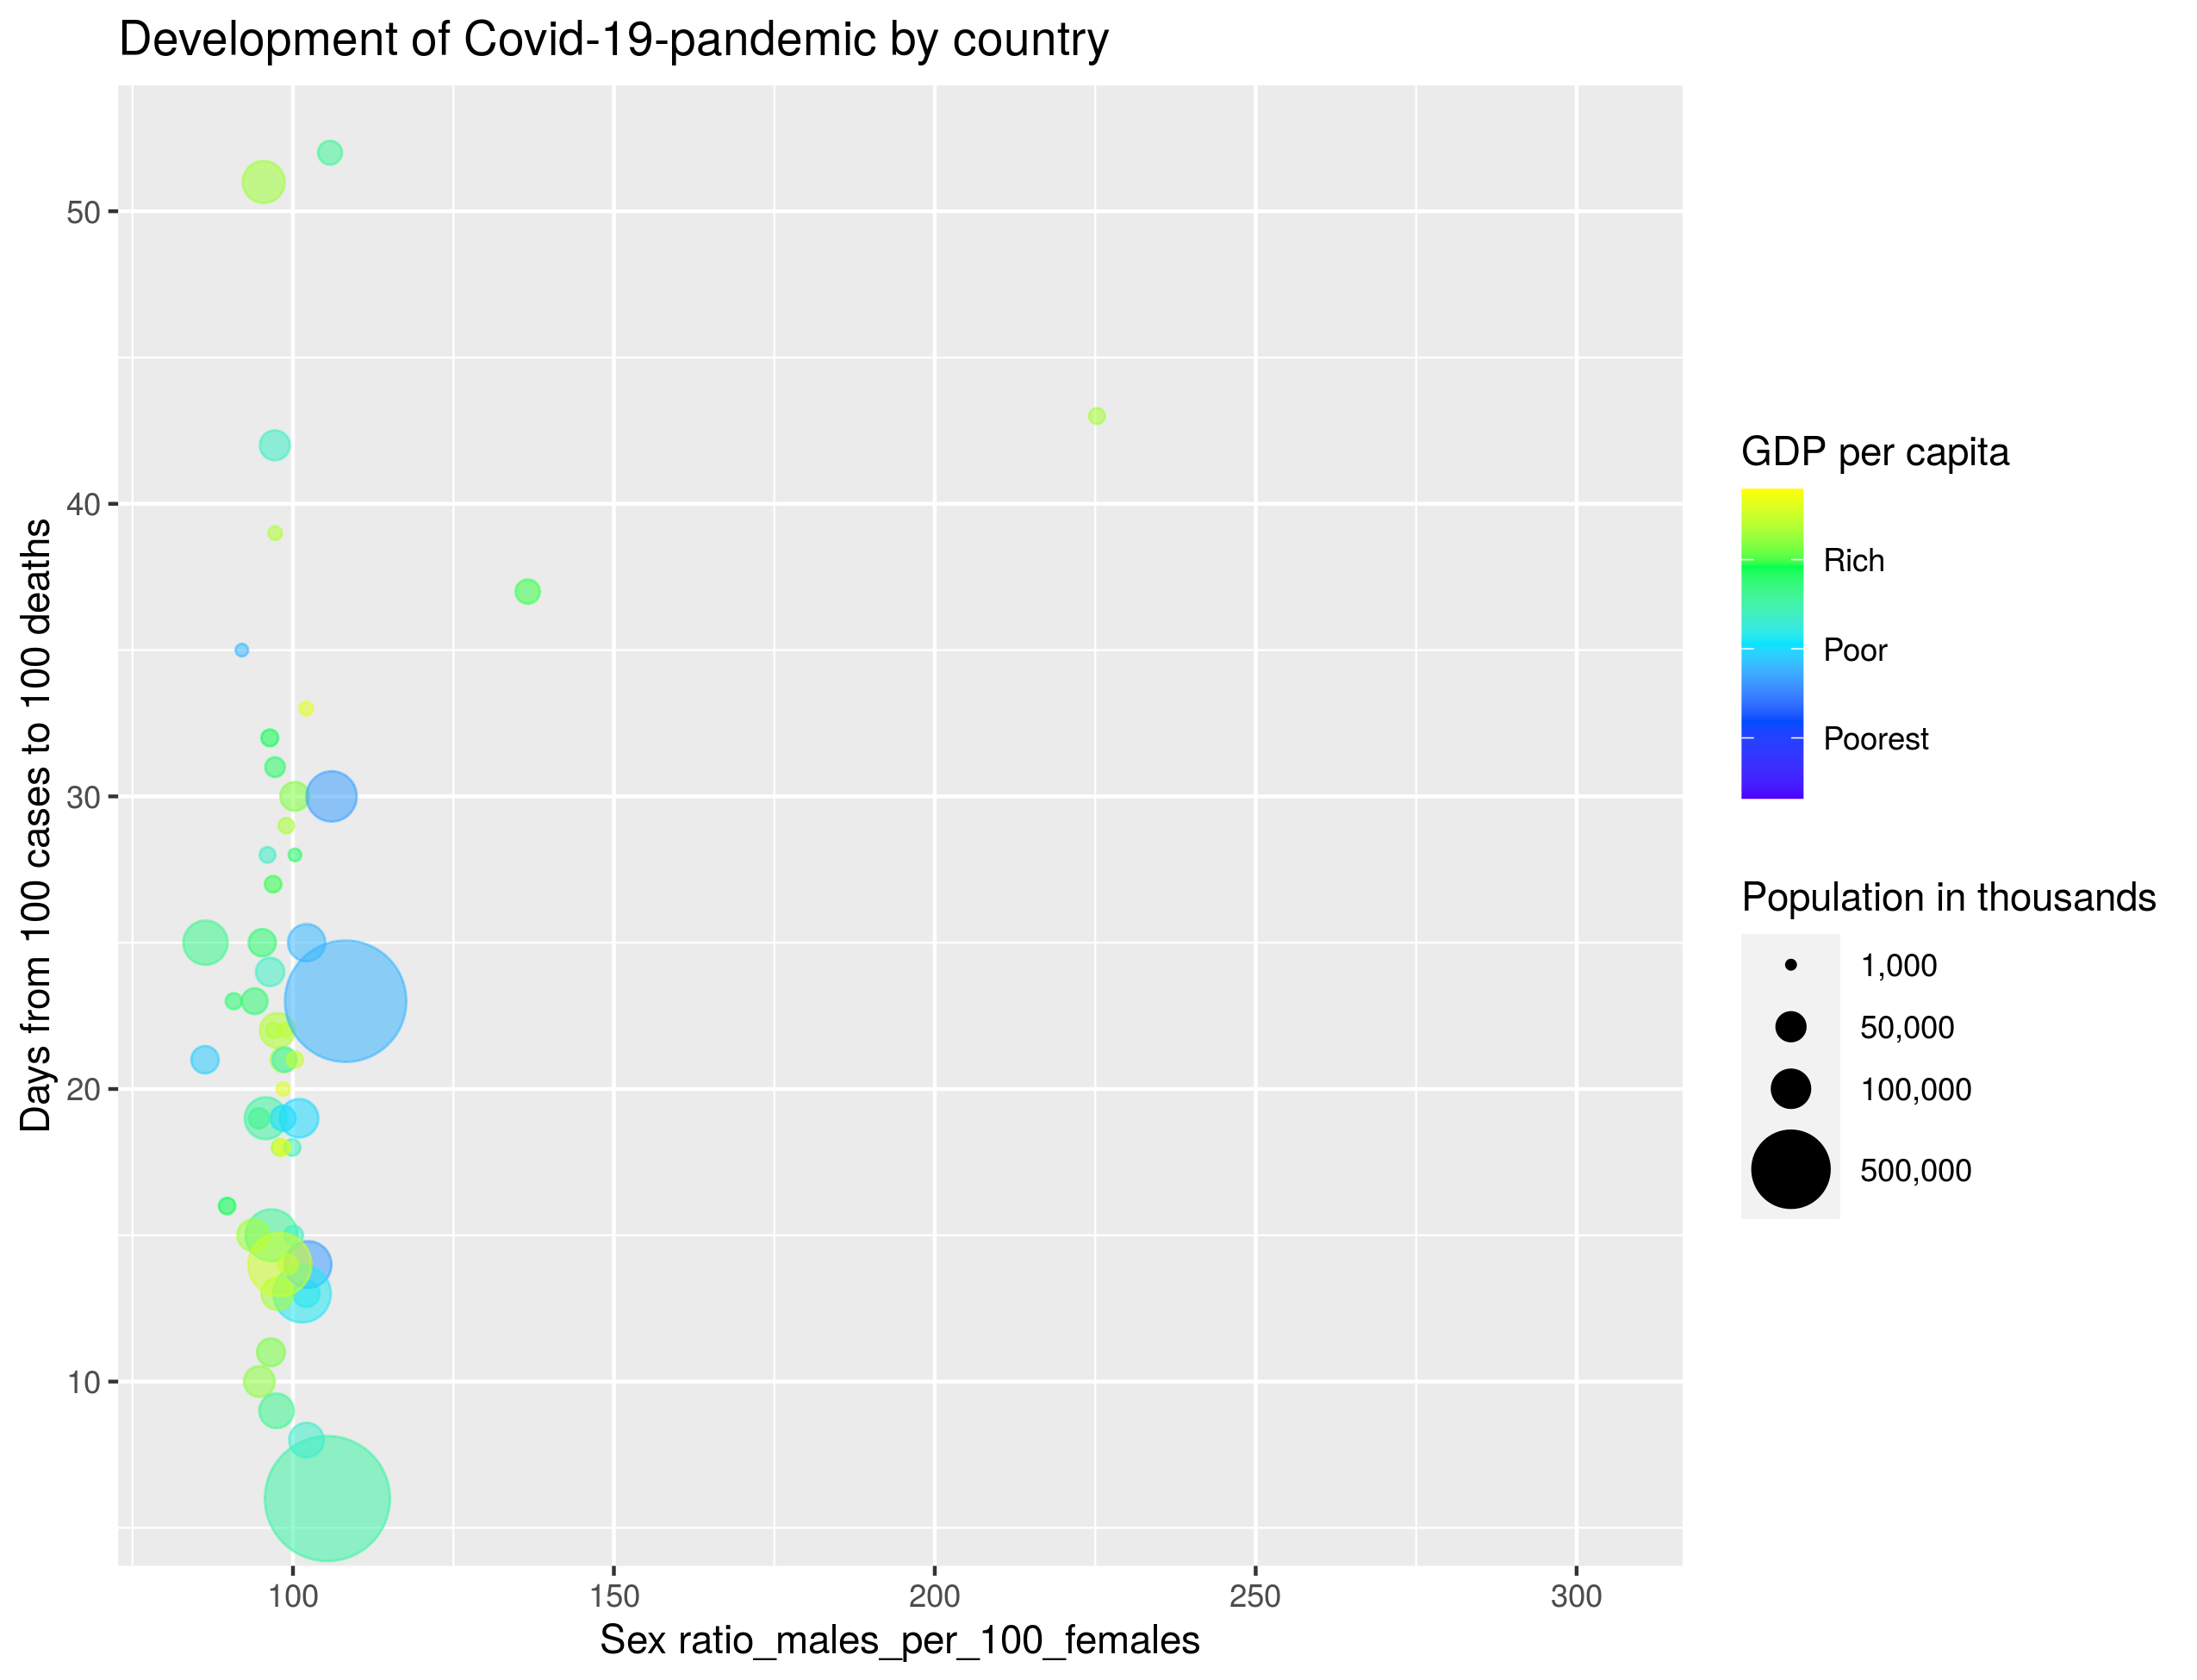 Development of Covid-19-pandemic by country
Days from 100 cases to 100 deaths
50
40
30
20
10
100 150 200 250 300
Sex ratio_males_per_100_females
GDP per capita
Rich
Poor
Poorest
Population in thousands
1,000
50,000
100,000
500,000